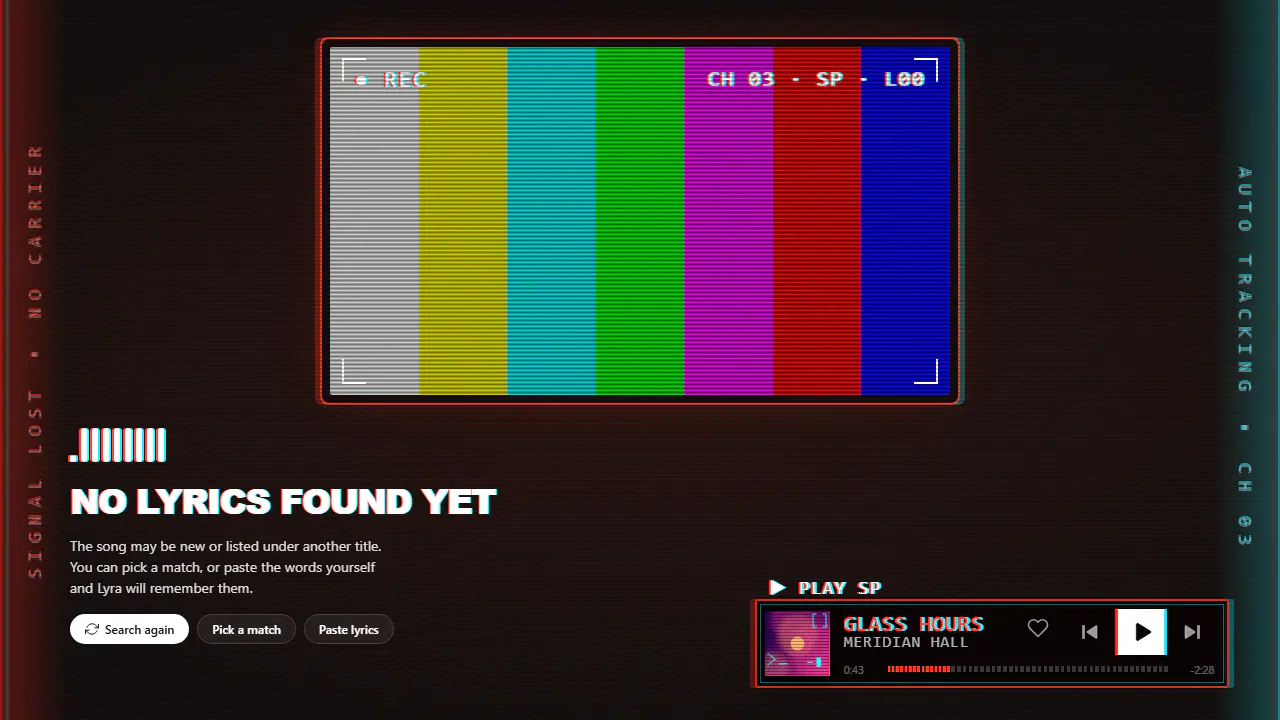 REC
CH 03 - SP - L00
SIGNAL LOST • NO CARRIER
AUTO TRACKING • CH 03
NO LYRICS FOUND YET
The song may be new or listed under another title.
You can pick a match, or paste the words yourself
and Lyra will remember them.
Search again
Pick a match
Paste lyrics
▶ PLAY SP
GLASS HOURS
MERIDIAN HALL
0:43
-2:28